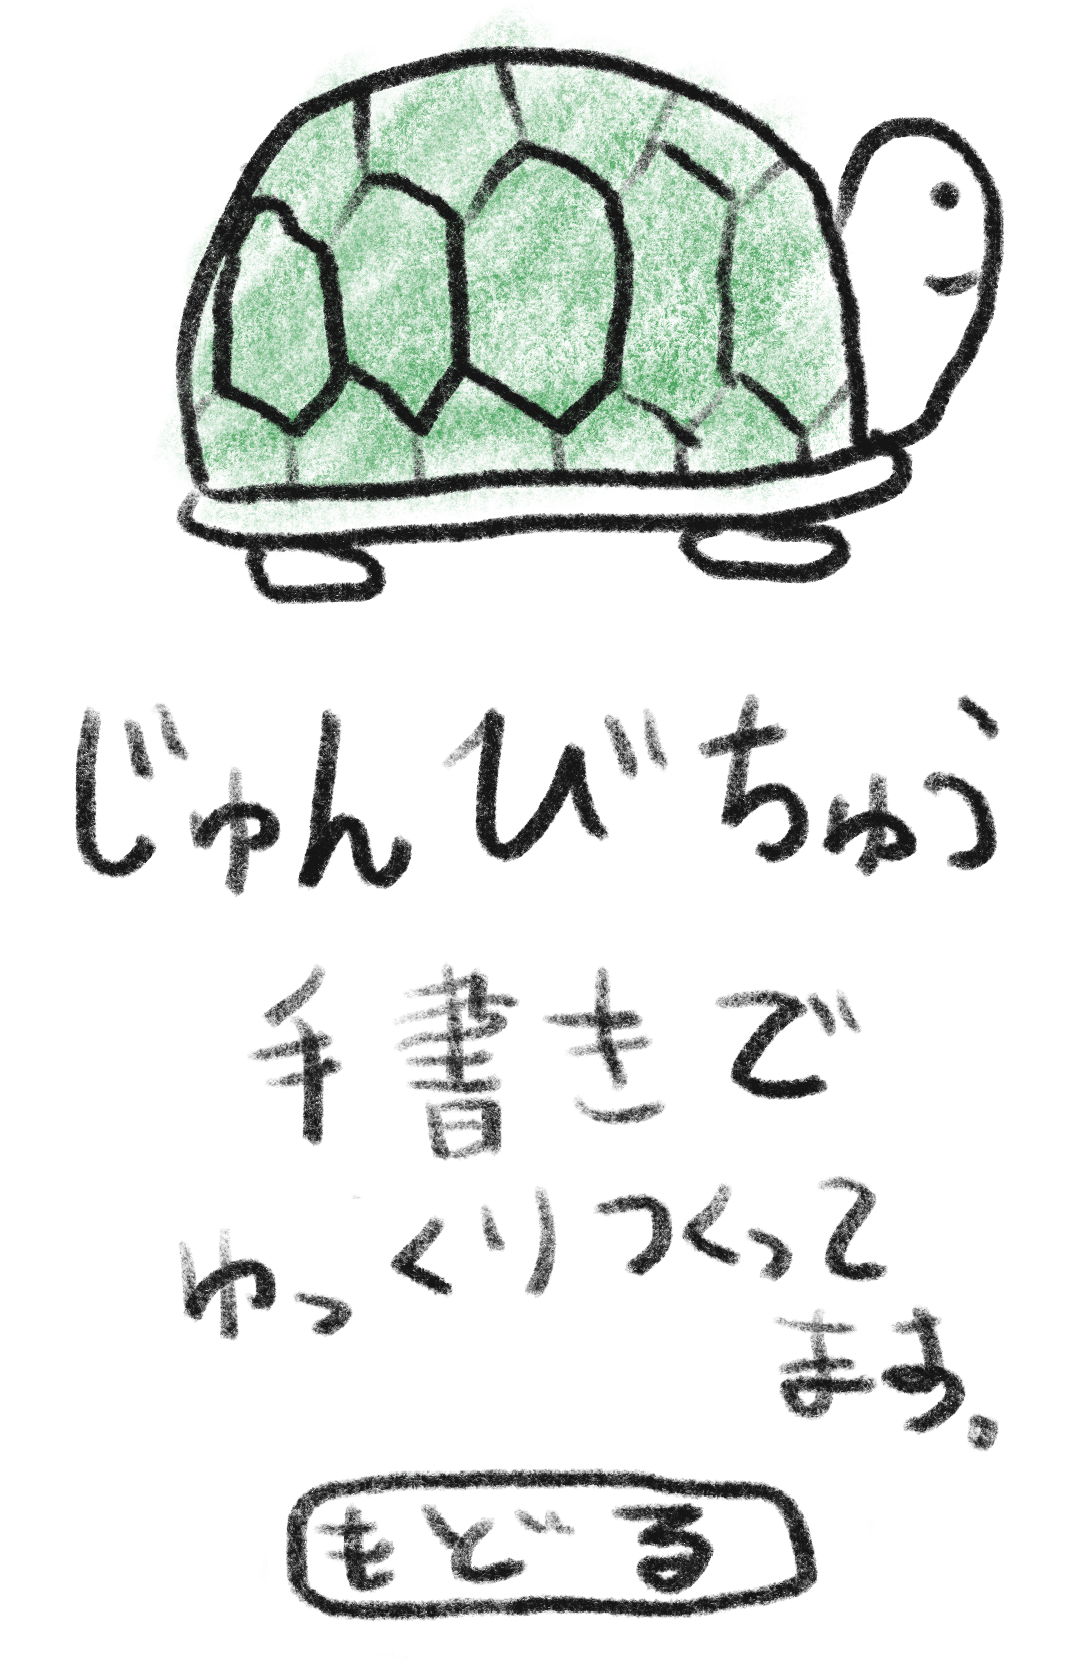 じゅんびちゅう
手書きで
ゆっくりつくって
ます。
もどる